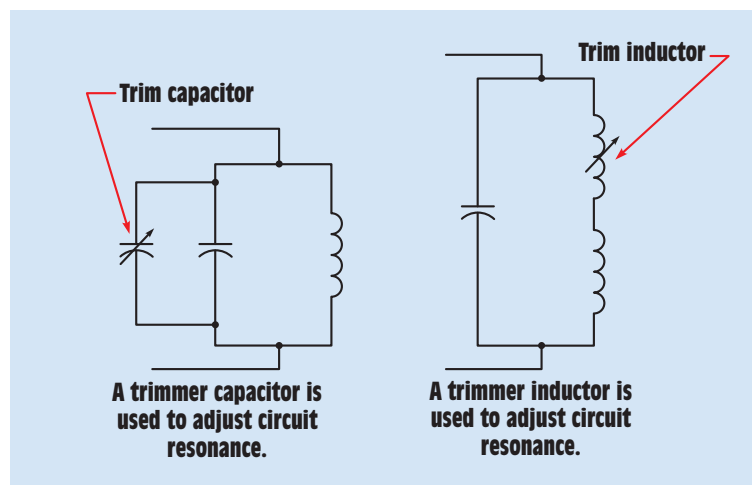 Trim capacitor
Trim inductor
A trimmer capacitor is
used to adjust circuit
resonance.
A trimmer inductor is
used to adjust circuit
resonance.